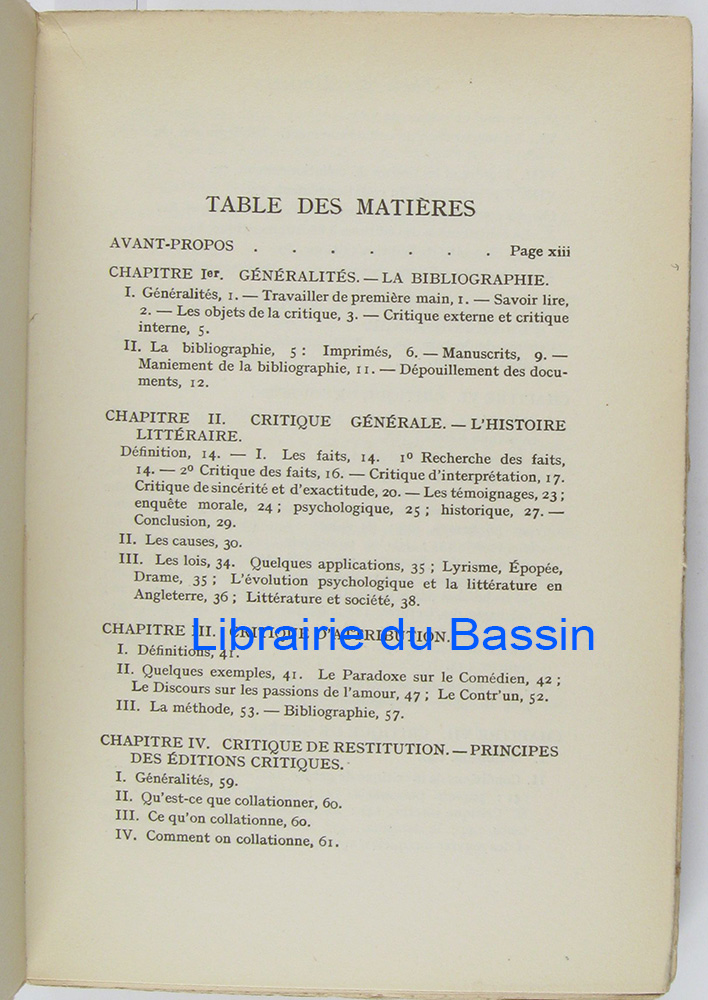 TABLE DES MATIÈRES
AVANT-PROPOS . . . . . . . Page xiii
CHAPITRE Ier. GÉNÉRALITÉS. — LA BIBLIOGRAPHIE.
I. Généralités, 1. — Travailler de première main, 1. — Savoir lire,
2. — Les objets de la critique, 3. — Critique externe et critique
interne, 5.
II. La bibliographie, 5 : Imprimés, 6. — Manuscrits, 9. —
Maniement de la bibliographie, 11. — Dépouillement des docu-
ments, 12.
CHAPITRE II. CRITIQUE GÉNÉRALE. — L'HISTOIRE
LITTÉRAIRE.
Définition, 14. — I. Les faits, 14. 1º Recherche des faits,
14. — 2º Critique des faits, 16. — Critique d'interprétation, 17.
Critique de sincérité et d'exactitude, 20. — Les témoignages, 23 ;
enquête morale, 24 ; psychologique, 25 ; historique, 27. —
Conclusion, 29.
II. Les causes, 30.
III. Les lois, 34. Quelques applications, 35 ; Lyrisme, Épopée,
Drame, 35 ; L'évolution psychologique et la littérature en
Angleterre, 36 ; Littérature et société, 38.
CHAPITRE III. CRITIQUE D'ATTRIBUTION.
Librairie du Bassin
I. Définitions, 41.
II. Quelques exemples, 41. Le Paradoxe sur le Comédien, 42 ;
Le Discours sur les passions de l'amour, 47 ; Le Contr'un, 52.
III. La méthode, 53. — Bibliographie, 57.
CHAPITRE IV. CRITIQUE DE RESTITUTION. — PRINCIPES
DES ÉDITIONS CRITIQUES.
I. Généralités, 59.
II. Qu'est-ce que collationner, 60.
III. Ce qu'on collationne, 60.
IV. Comment on collationne, 61.